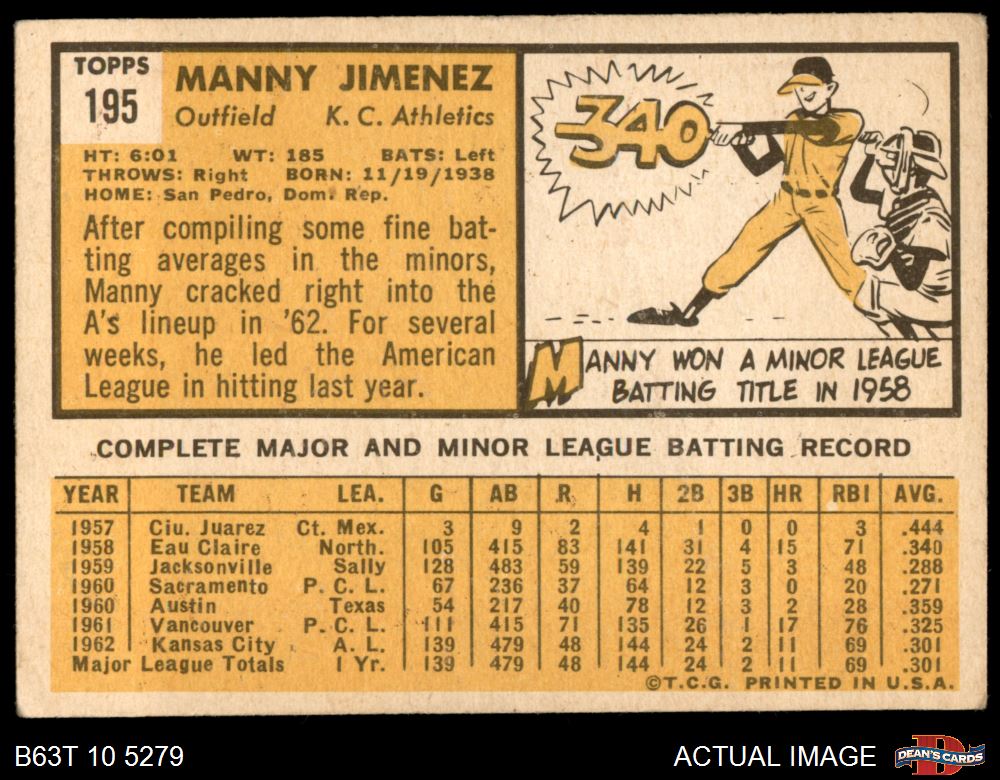 TOPPS
195
MANNY JIMENEZ
Outfield K. C. Athletics
HT: 6:01 WT: 185 BATS: Left
THROWS: Right BORN: 11/19/1938
HOME: San Pedro, Dom. Rep.
After compiling some fine bat-
ting averages in the minors,
Manny cracked right into the
A's lineup in '62. For several
weeks, he led the American
League in hitting last year.
.340
MANNY WON A MINOR LEAGUE
BATTING TITLE IN 1958
COMPLETE MAJOR AND MINOR LEAGUE BATTING RECORD
YEAR TEAM LEA. G AB R H 2B 3B HR RBI AVG.
1957 Ciu. Juarez Ct. Mex. 3 9 2 4 1 0 0 3 .444
1958 Eau Claire North. 105 415 83 141 31 4 15 71 .340
1959 Jacksonville Sally 128 483 59 139 22 5 3 48 .288
1960 Sacramento P. C. L. 67 236 37 64 12 3 0 20 .271
1960 Austin Texas 54 217 40 78 12 3 2 28 .359
1961 Vancouver P. C. L. 111 415 71 135 26 1 17 76 .325
1962 Kansas City A. L. 139 479 48 144 24 2 11 69 .301
Major League Totals 1 Yr. 139 479 48 144 24 2 11 69 .301
©T.C.G. PRINTED IN U.S.A.
B63T 10 5279
ACTUAL IMAGE
D
DEAN'S CARDS